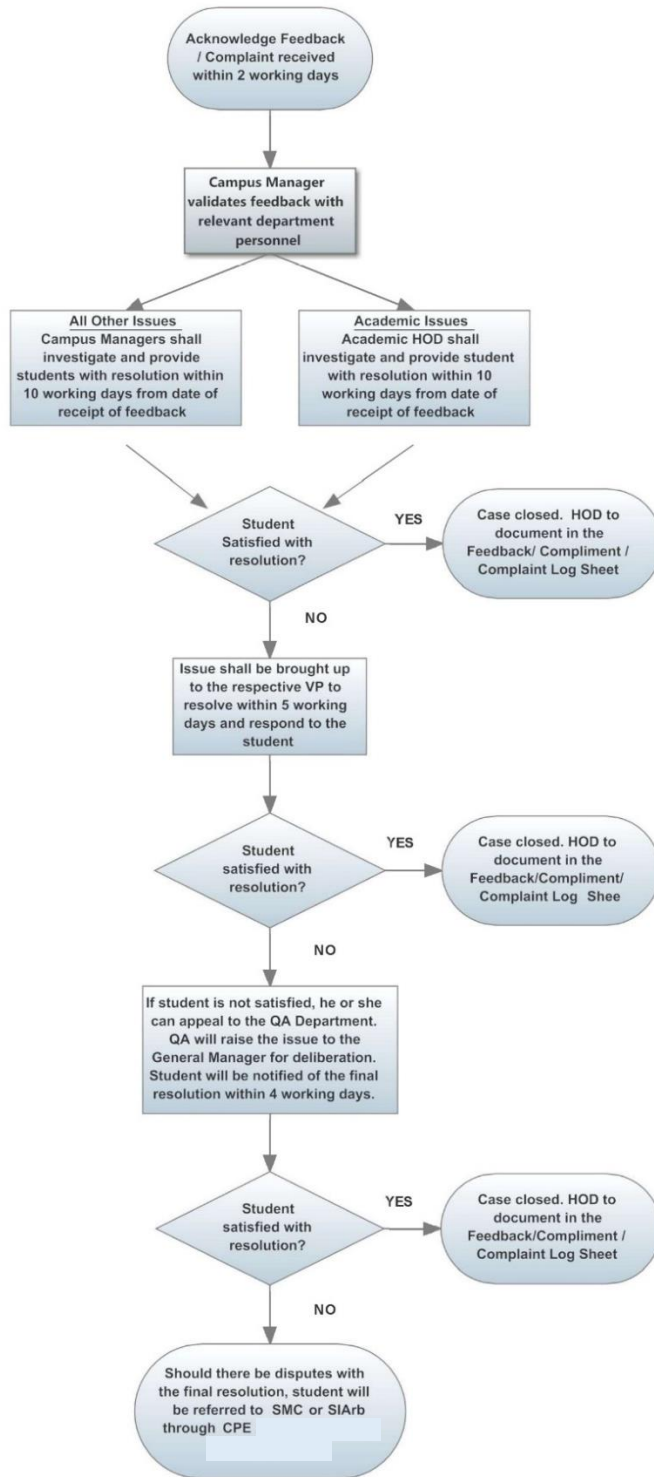 Acknowledge Feedback
/ Complaint received
within 2 working days
Campus Manager
validates feedback with
relevant department
personnel
All Other Issues
Campus Managers shall
investigate and provide
students with resolution within
10 working days from date of
receipt of feedback
Academic Issues
Academic HOD shall
investigate and provide student
with resolution within 10
working days from date of
receipt of feedback
Student
Satisfied with
resolution?
YES
Case closed. HOD to
document in the
Feedback/ Compliment /
Complaint Log Sheet
NO
Issue shall be brought up
to the respective VP to
resolve within 5 working
days and respond to the
student
Student
satisfied with
resolution?
YES
Case closed. HOD to
document in the
Feedback/Compliment/
Complaint Log Shee
NO
If student is not satisfied, he or she
can appeal to the QA Department.
QA will raise the issue to the
General Manager for deliberation.
Student will be notified of the final
resolution within 4 working days.
Student
satisfied with
resolution?
YES
Case closed. HOD to
document in the
Feedback/Compliment /
Complaint Log Sheet
NO
Should there be disputes with
the final resolution, student will
be referred to SMC or SIArb
through CPE